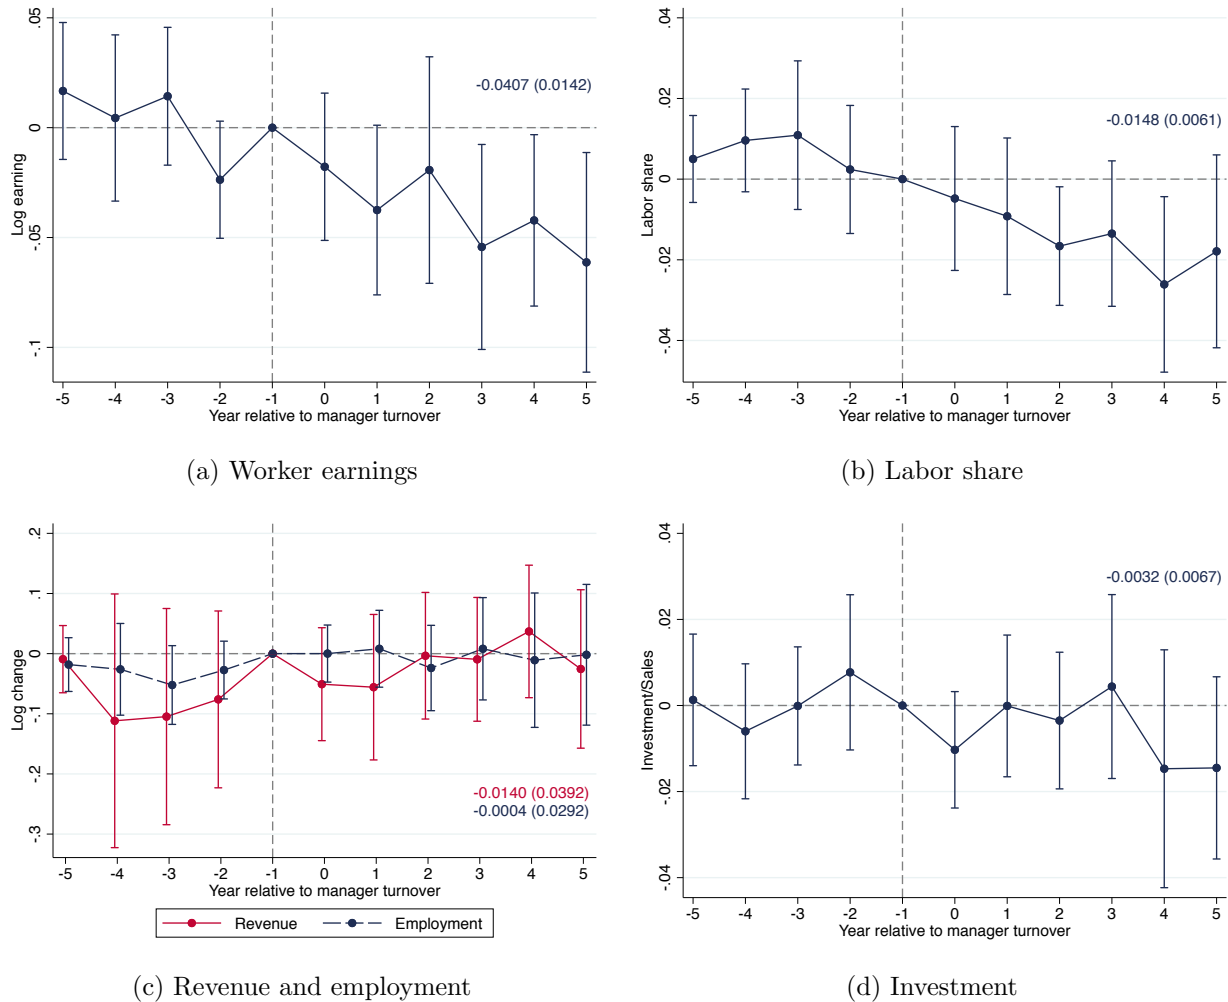 .05
0
-.05
-.1
Log earning
-0.0407 (0.0142)
-5 -4 -3 -2 -1 0 1 2 3 4 5
Year relative to manager turnover
(a) Worker earnings
.04
.02
0
-.02
-.04
Labor share
-0.0148 (0.0061)
-5 -4 -3 -2 -1 0 1 2 3 4 5
Year relative to manager turnover
(b) Labor share
.2
.1
0
-.1
-.2
-.3
Log change
-0.0140 (0.0392)
-0.0004 (0.0292)
-5 -4 -3 -2 -1 0 1 2 3 4 5
Year relative to manager turnover
Revenue Employment
(c) Revenue and employment
.04
.02
0
-.02
-.04
Investment/Sales
-0.0032 (0.0067)
-5 -4 -3 -2 -1 0 1 2 3 4 5
Year relative to manager turnover
(d) Investment